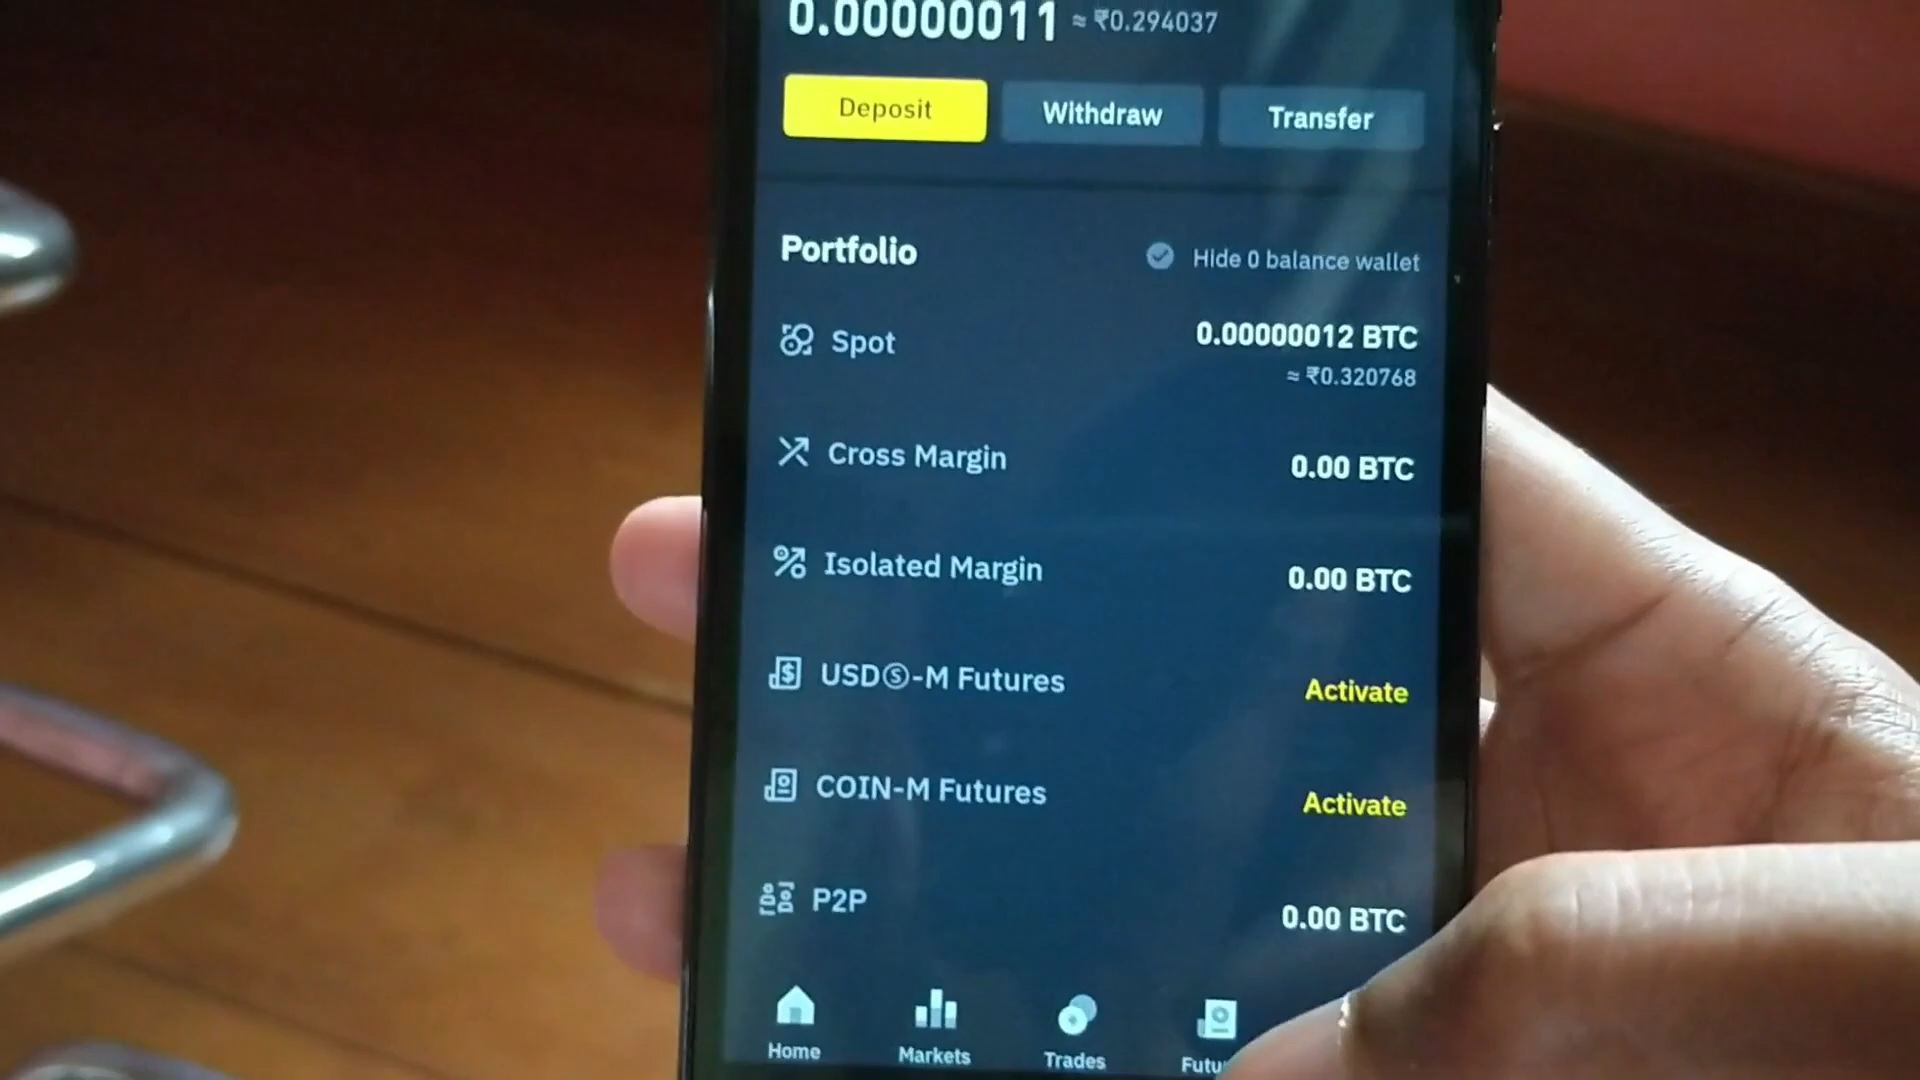 0.00000011 ≈ ₹0.294037
Deposit Withdraw Transfer
Portfolio Hide 0 balance wallet
Spot 0.00000012 BTC
≈ ₹0.320768
Cross Margin 0.00 BTC
Isolated Margin 0.00 BTC
USDⓈ-M Futures Activate
COIN-M Futures Activate
P2P 0.00 BTC
Home Markets Trades Futu